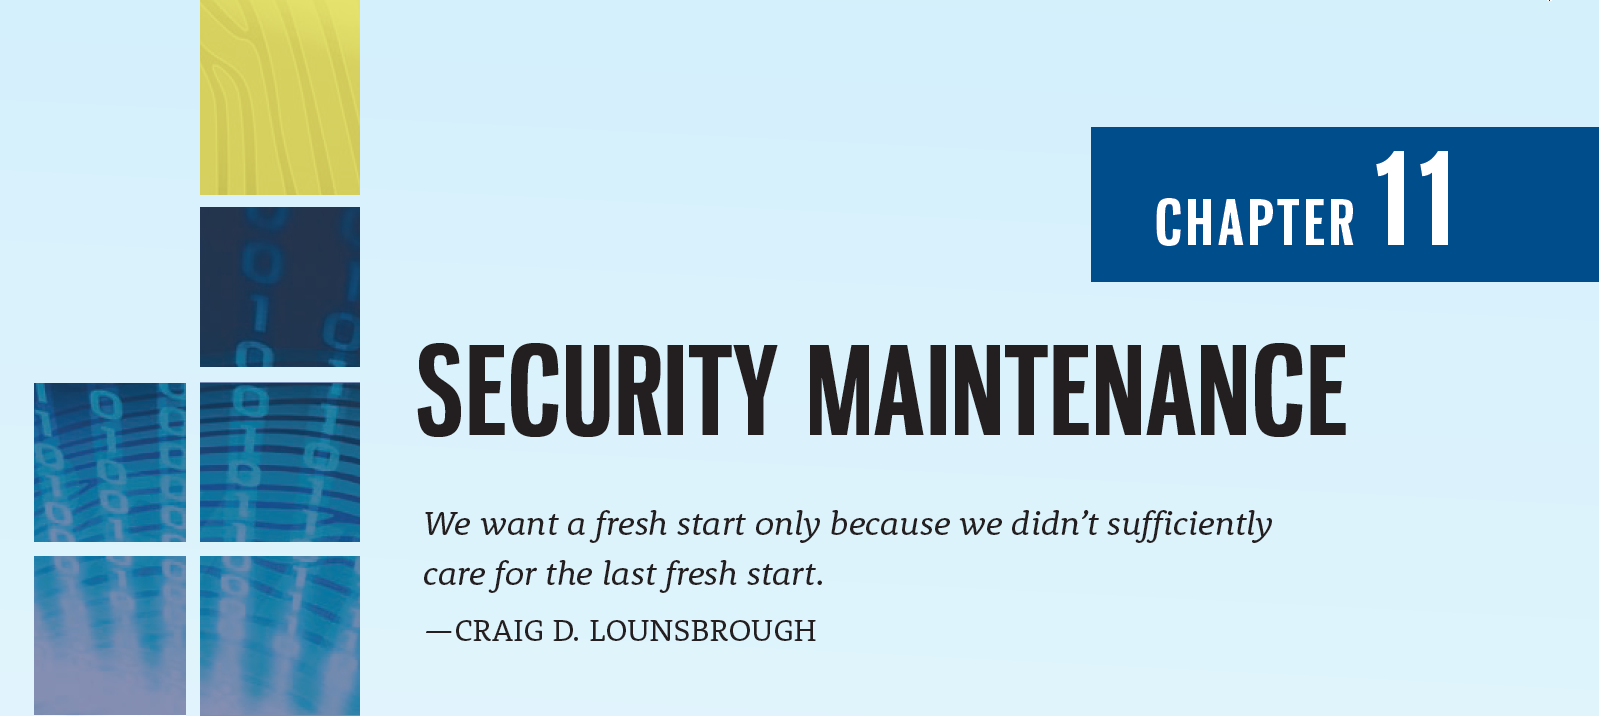 CHAPTER 11
SECURITY MAINTENANCE
We want a fresh start only because we didn’t sufficiently
care for the last fresh start.
—CRAIG D. LOUNSBROUGH